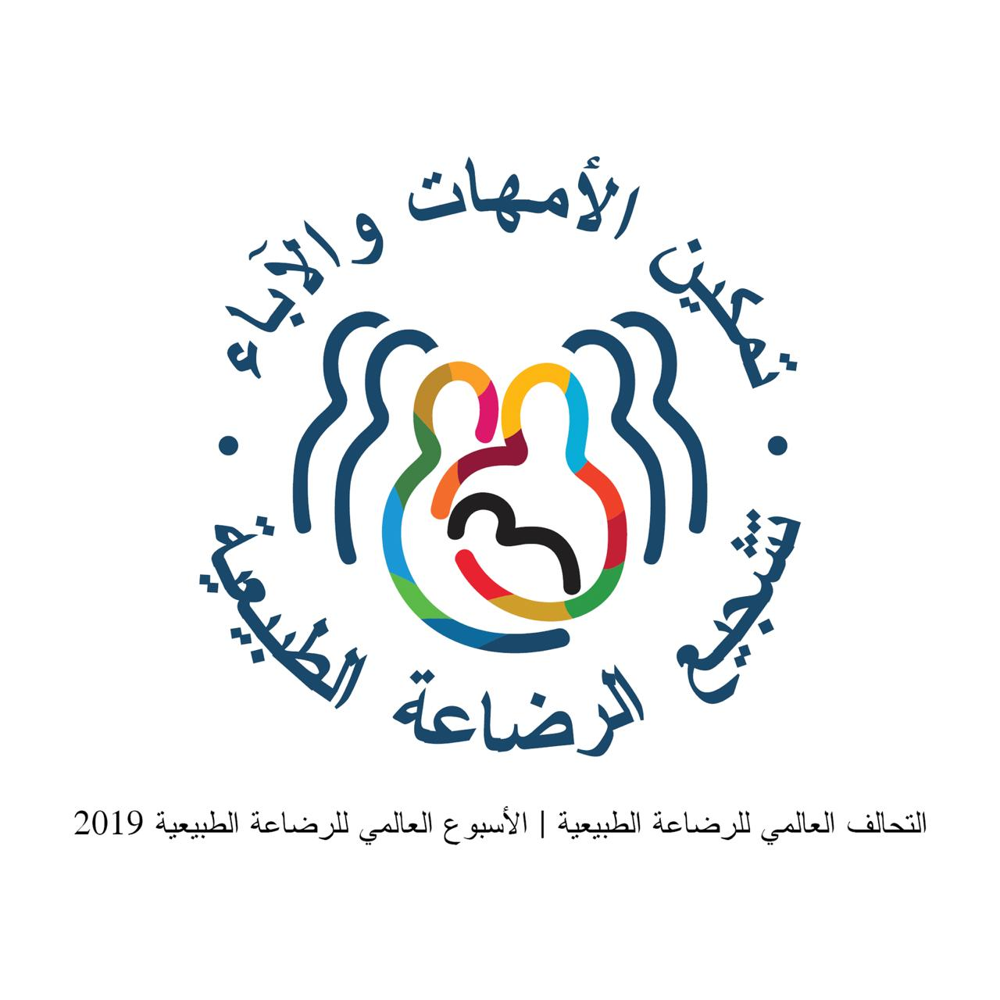 تمكين الأمهات والآباء
تشجيع الرضاعة الطبيعية
التحالف العالمي للرضاعة الطبيعية | الأسبوع العالمي للرضاعة الطبيعية 2019